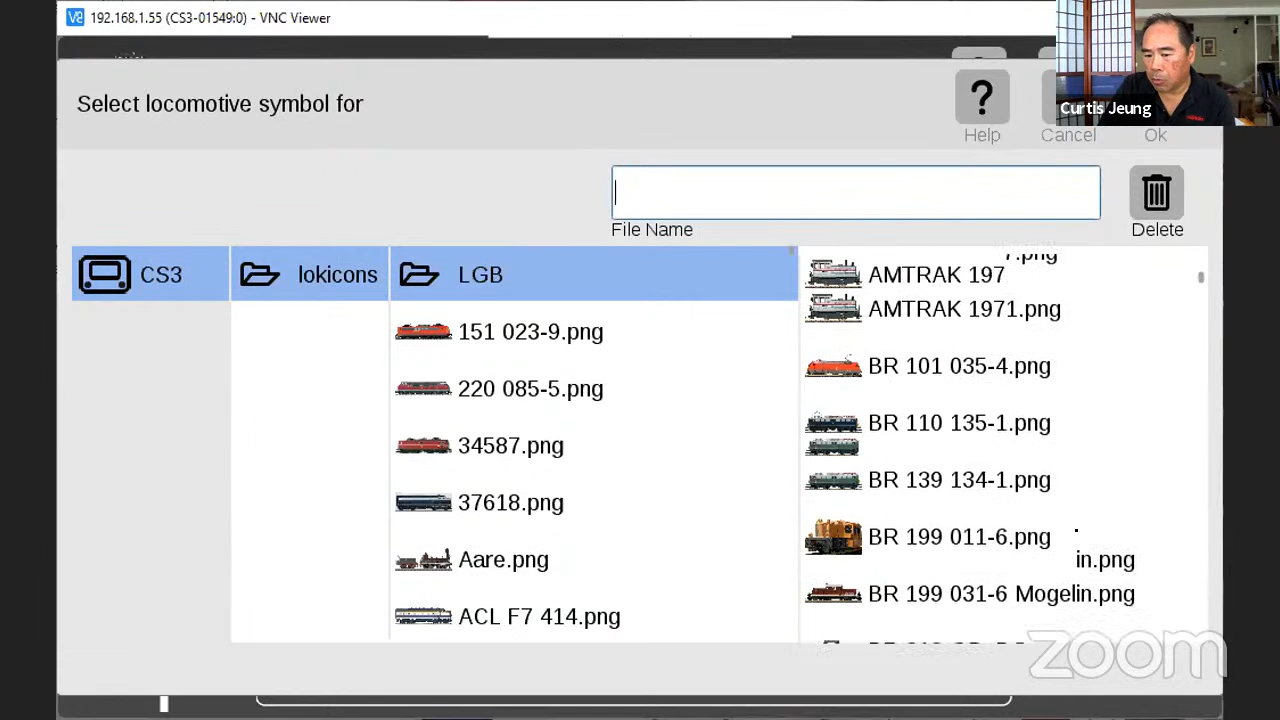 192.168.1.55 (CS3-01549:0) - VNC Viewer
Curtis Jeung
Select locomotive symbol for
?
Help
Cancel
Ok
File Name
Delete
CS3
lokicons
LGB
151 023-9.png
220 085-5.png
34587.png
37618.png
Aare.png
ACL F7 414.png
7.png
AMTRAK 197
AMTRAK 1971.png
BR 101 035-4.png
BR 110 135-1.png
BR 139 134-1.png
BR 199 011-6.png
in.png
BR 199 031-6 Mogelin.png
zoom